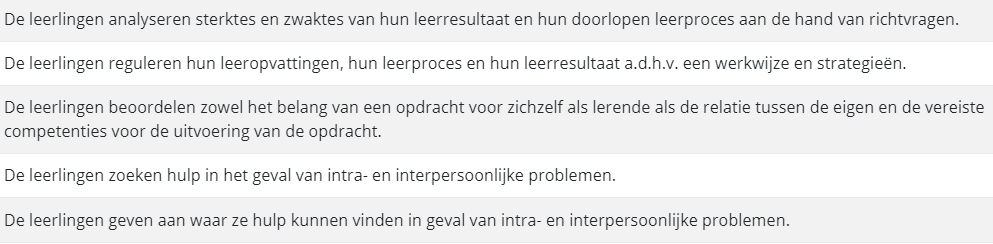 De leerlingen analyseren sterktes en zwaktes van hun leerresultaat en hun doorlopen leerproces aan de hand van richtvragen.
De leerlingen reguleren hun leeropvattingen, hun leerproces en hun leerresultaat a.d.h.v. een werkwijze en strategieën.
De leerlingen beoordelen zowel het belang van een opdracht voor zichzelf als lerende als de relatie tussen de eigen en de vereiste
competenties voor de uitvoering van de opdracht.
De leerlingen zoeken hulp in het geval van intra- en interpersoonlijke problemen.
De leerlingen geven aan waar ze hulp kunnen vinden in geval van intra- en interpersoonlijke problemen.